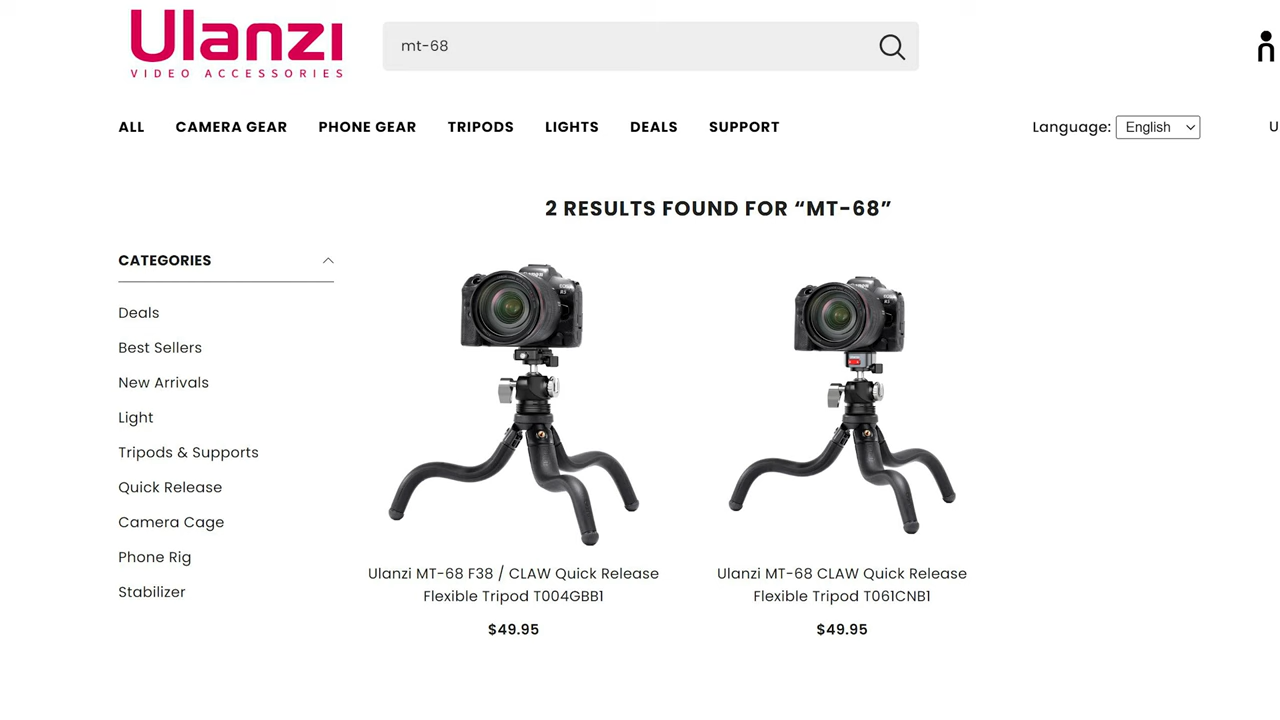 Ulanzi
VIDEO ACCESSORIES
mt-68
ALL CAMERA GEAR PHONE GEAR TRIPODS LIGHTS DEALS SUPPORT
Language: English
U
2 RESULTS FOUND FOR “MT-68”
CATEGORIES
Deals
Best Sellers
New Arrivals
Light
Tripods & Supports
Quick Release
Camera Cage
Phone Rig
Stabilizer
Ulanzi MT-68 F38 / CLAW Quick Release
Flexible Tripod T004GBB1
$49.95
Ulanzi MT-68 CLAW Quick Release
Flexible Tripod T061CNB1
$49.95